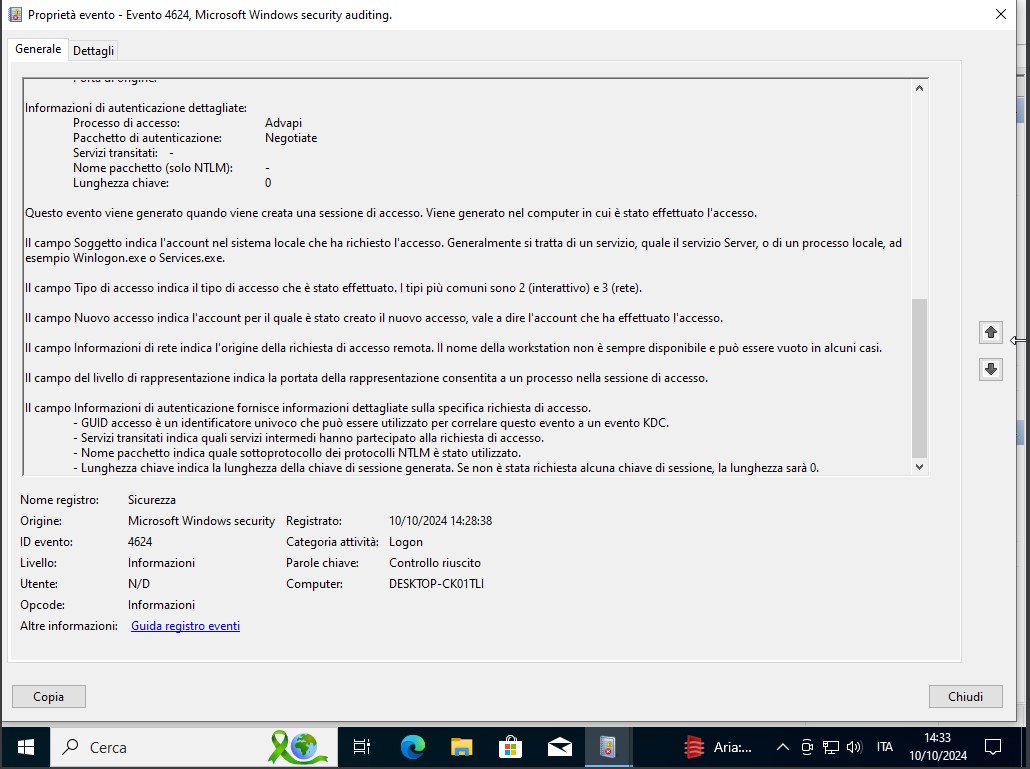 Proprietà evento - Evento 4624, Microsoft Windows security auditing.
Generale Dettagli
Porta di origine:
Informazioni di autenticazione dettagliate:
Processo di accesso: Advapi
Pacchetto di autenticazione: Negotiate
Servizi transitati: -
Nome pacchetto (solo NTLM): -
Lunghezza chiave: 0
Questo evento viene generato quando viene creata una sessione di accesso. Viene generato nel computer in cui è stato effettuato l'accesso.
Il campo Soggetto indica l'account nel sistema locale che ha richiesto l'accesso. Generalmente si tratta di un servizio, quale il servizio Server, o di un processo locale, ad
esempio Winlogon.exe o Services.exe.
Il campo Tipo di accesso indica il tipo di accesso che è stato effettuato. I tipi più comuni sono 2 (interattivo) e 3 (rete).
Il campo Nuovo accesso indica l'account per il quale è stato creato il nuovo accesso, vale a dire l'account che ha effettuato l'accesso.
Il campo Informazioni di rete indica l'origine della richiesta di accesso remota. Il nome della workstation non è sempre disponibile e può essere vuoto in alcuni casi.
Il campo del livello di rappresentazione indica la portata della rappresentazione consentita a un processo nella sessione di accesso.
Il campo Informazioni di autenticazione fornisce informazioni dettagliate sulla specifica richiesta di accesso.
- GUID accesso è un identificatore univoco che può essere utilizzato per correlare questo evento a un evento KDC.
- Servizi transitati indica quali servizi intermedi hanno partecipato alla richiesta di accesso.
- Nome pacchetto indica quale sottoprotocollo dei protocolli NTLM è stato utilizzato.
- Lunghezza chiave indica la lunghezza della chiave di sessione generata. Se non è stata richiesta alcuna chiave di sessione, la lunghezza sarà 0.
Nome registro: Sicurezza
Origine: Microsoft Windows security Registrato: 10/10/2024 14:28:38
ID evento: 4624 Categoria attività: Logon
Livello: Informazioni Parole chiave: Controllo riuscito
Utente: N/D Computer: DESKTOP-CK01TLI
Opcode: Informazioni
Altre informazioni: Guida registro eventi
Copia Chiudi
Cerca Aria:... ITA 14:33
10/10/2024